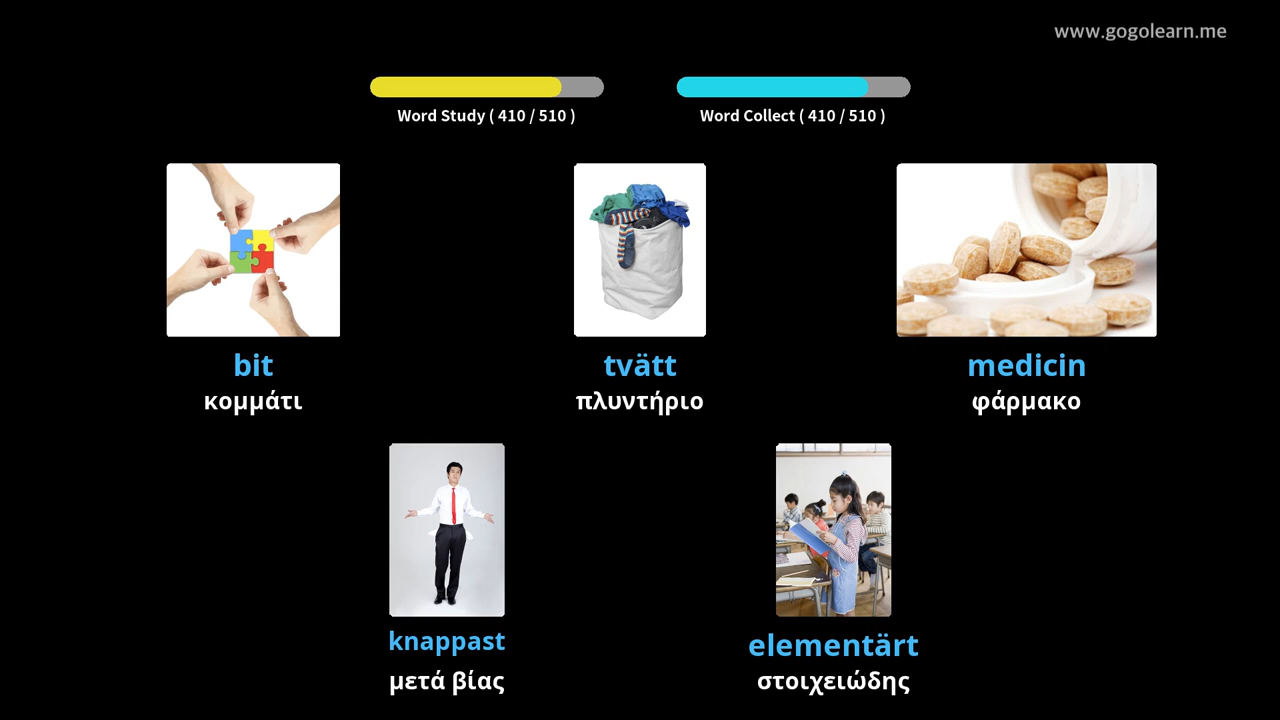 www.gogolearn.me
Word Study ( 410 / 510 )
Word Collect ( 410 / 510 )
bit
κομμάτι
tvätt
πλυντήριο
medicin
φάρμακο
knappast
μετά βίας
elementärt
στοιχειώδης